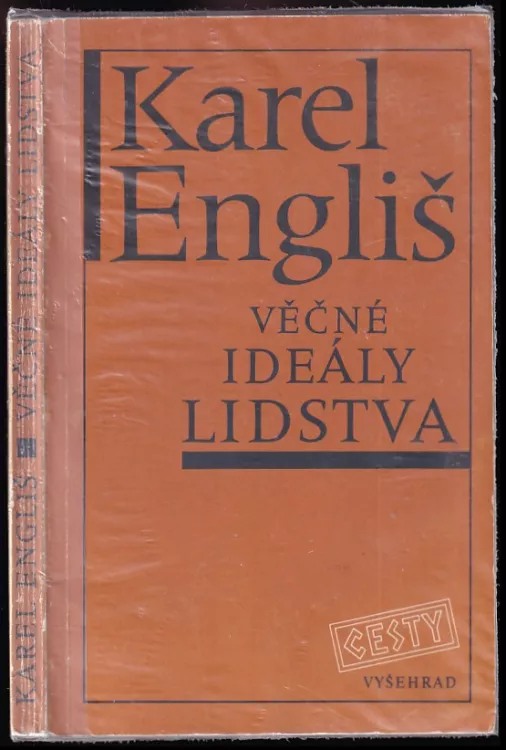 Karel
Engliš
VĚČNÉ
IDEÁLY
LIDSTVA
CESTY
VYŠEHRAD
KAREL ENGLIŠ VĚČNÉ IDEÁLY LIDSTVA